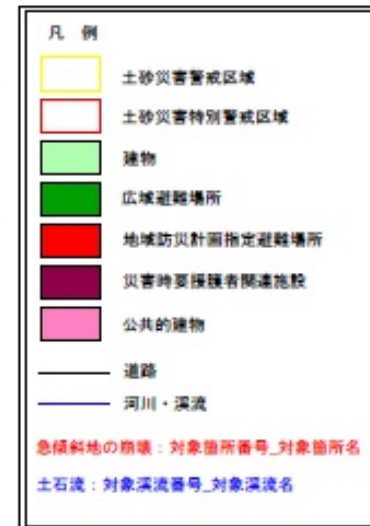 凡 例
土砂災害警戒区域
土砂災害特別警戒区域
建物
広域避難場所
地域防災計画指定避難場所
災害時要援護者関連施設
公共的建物
道路
河川・渓流
急傾斜地の崩壊：対象箇所番号_対象箇所名
土石流：対象渓流番号_対象渓流名